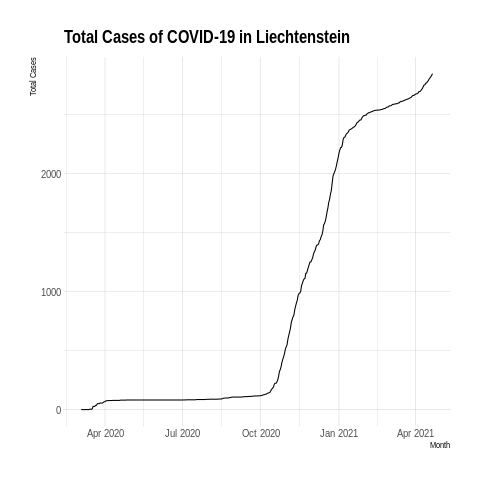 Total Cases of COVID-19 in Liechtenstein
Total Cases
2000
1000
0
Apr 2020 Jul 2020 Oct 2020 Jan 2021 Apr 2021
Month